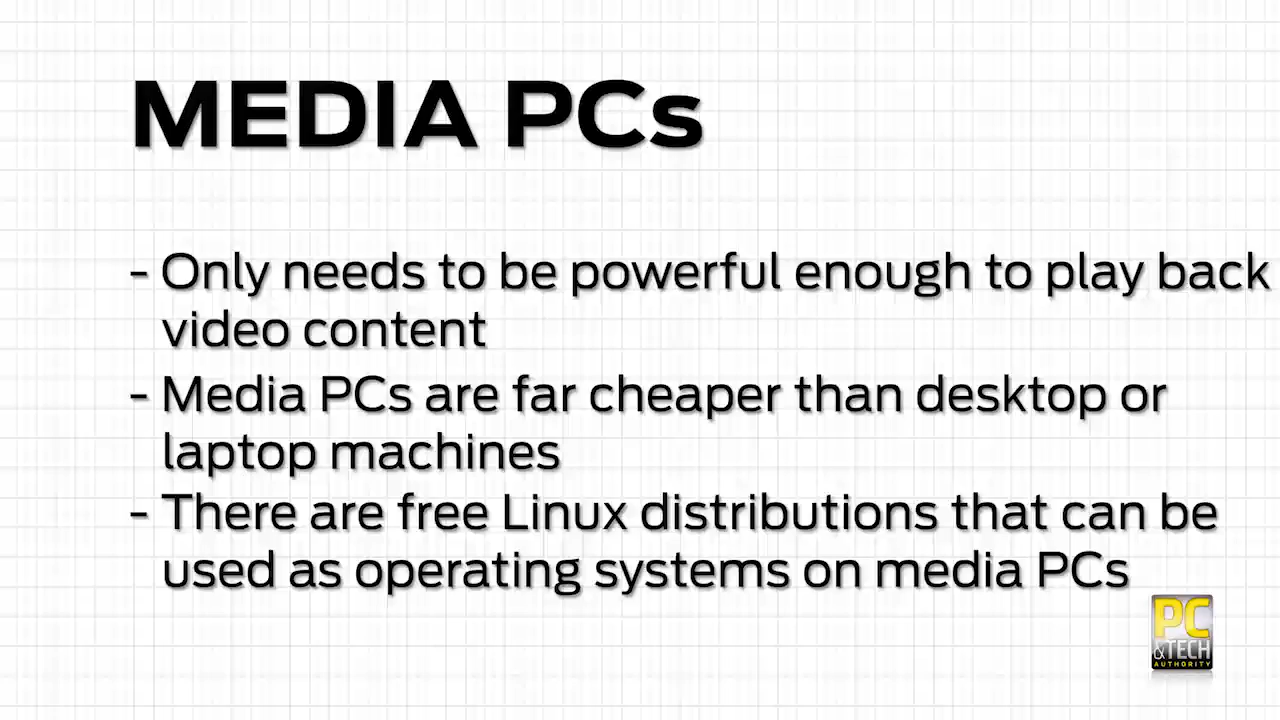 MEDIA PCs
- Only needs to be powerful enough to play back
video content
- Media PCs are far cheaper than desktop or
laptop machines
- There are free Linux distributions that can be
used as operating systems on media PCs
PC
&TECH
AUTHORITY